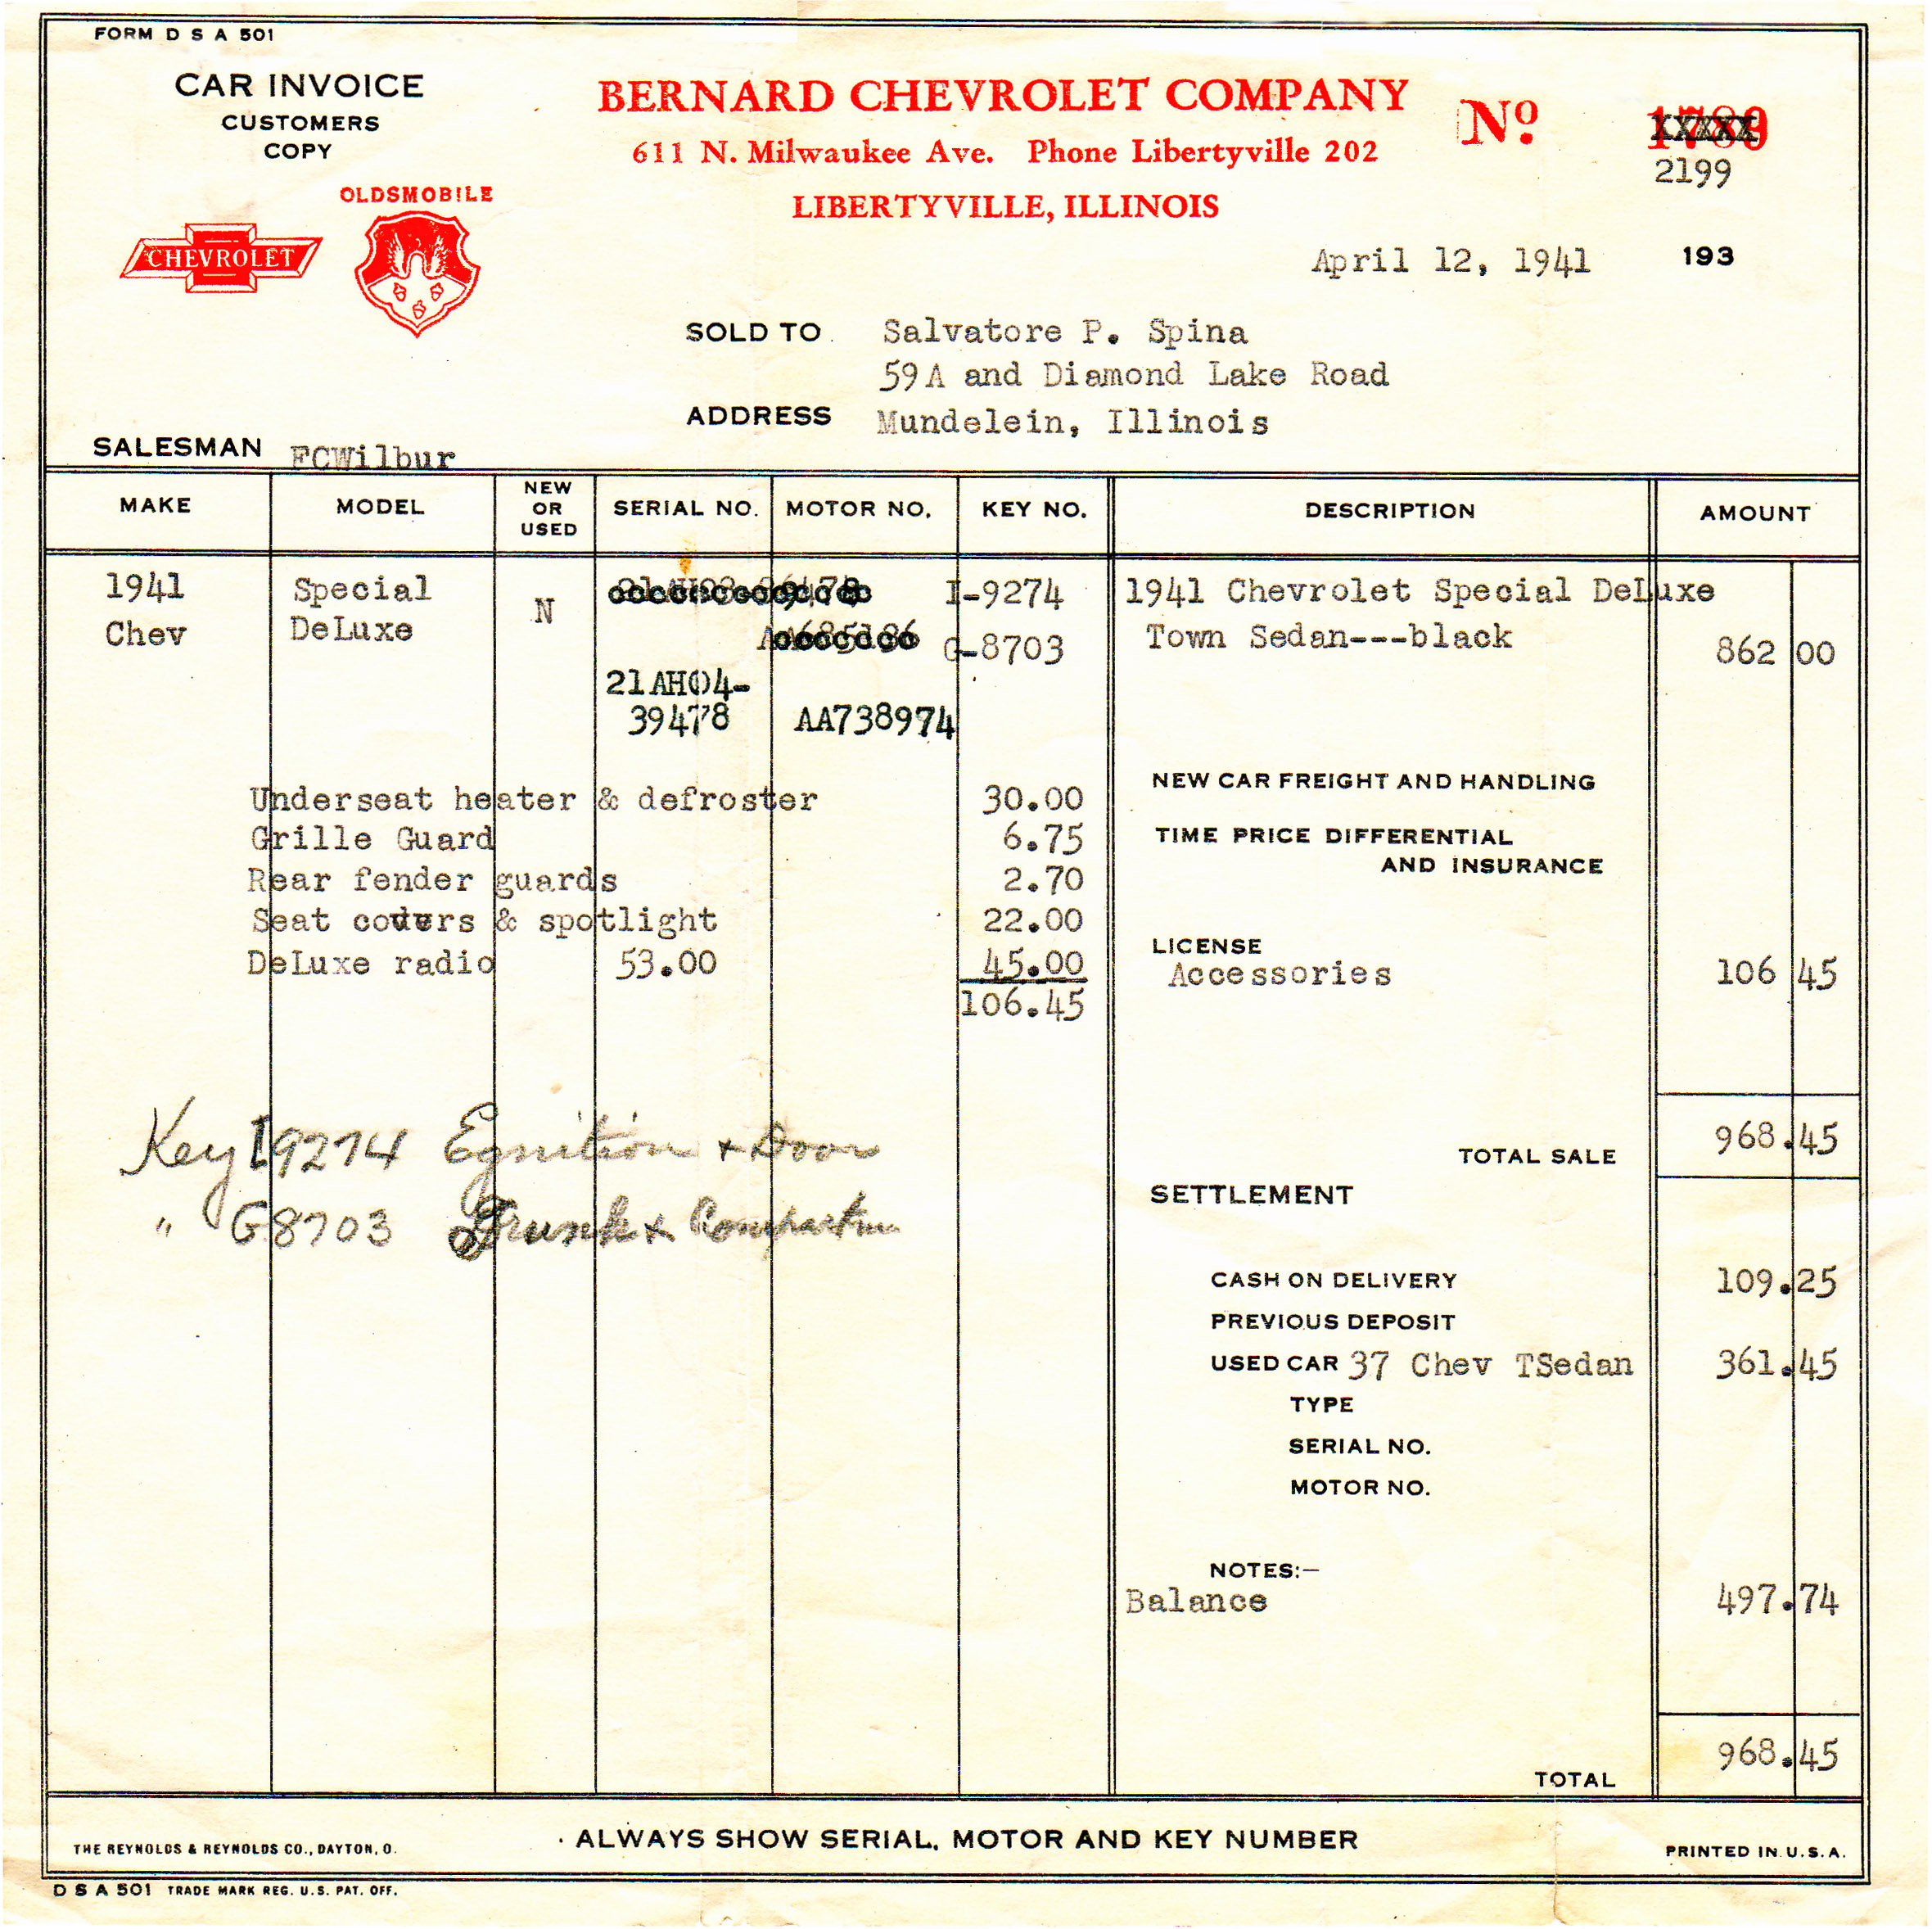 FORM D S A 501
CAR INVOICE
CUSTOMERS
COPY
OLDSMOBILE
CHEVROLET
BERNARD CHEVROLET COMPANY
611 N. Milwaukee Ave. Phone Libertyville 202
LIBERTYVILLE, ILLINOIS
No. 1789
2199
April 12, 1941 193
SOLD TO Salvatore P. Spina
59A and Diamond Lake Road
ADDRESS Mundelein, Illinois
SALESMAN FCWilbur
MAKE MODEL NEW OR USED SERIAL NO. MOTOR NO. KEY NO. DESCRIPTION AMOUNT
1941 Special N I-9274 1941 Chevrolet Special DeLuxe
Chev DeLuxe G-8703 Town Sedan---black 862 00
21AH04-
39478 AA738974
Underseat heater & defroster 30.00 NEW CAR FREIGHT AND HANDLING
Grille Guard 6.75 TIME PRICE DIFFERENTIAL
AND INSURANCE
Rear fender guards 2.70
Seat covers & spotlight 22.00
LICENSE
DeLuxe radio 53.00 45.00 Accessories 106 45
106.45
Key I9274 Egnition + Door
TOTAL SALE 968.45
" G8703 Trunk + Compartm
SETTLEMENT
CASH ON DELIVERY 109.25
PREVIOUS DEPOSIT
USED CAR 37 Chev TSedan 361.45
TYPE
SERIAL NO.
MOTOR NO.
NOTES:—
Balance 497.74
TOTAL 968.45
ALWAYS SHOW SERIAL, MOTOR AND KEY NUMBER
THE REYNOLDS & REYNOLDS CO., DAYTON, O.
PRINTED IN U.S.A.
D S A 501 TRADE MARK REG. U.S. PAT. OFF.